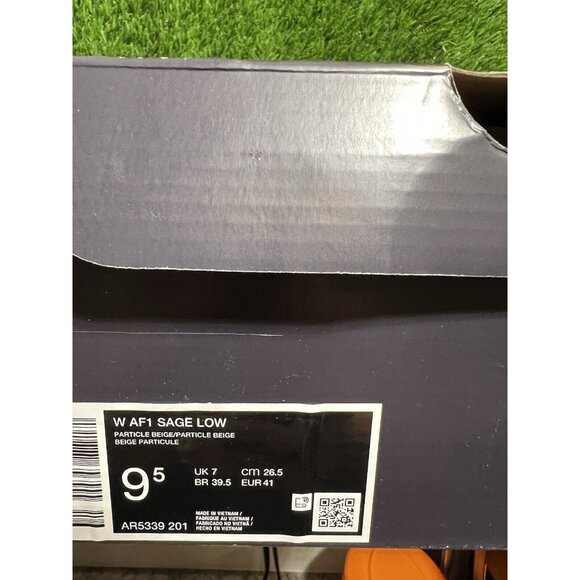 W AF1 SAGE LOW
PARTICLE BEIGE/PARTICLE BEIGE
BEIGE PARTICULE
9⁵
UK 7 cm 26.5
BR 39.5 EUR 41
AR5339 201
MADE IN VIETNAM /
FABRIQUE AU VIETNAM /
FABRICADO NO VIETNÃ /
HECHO EN VIETNAM